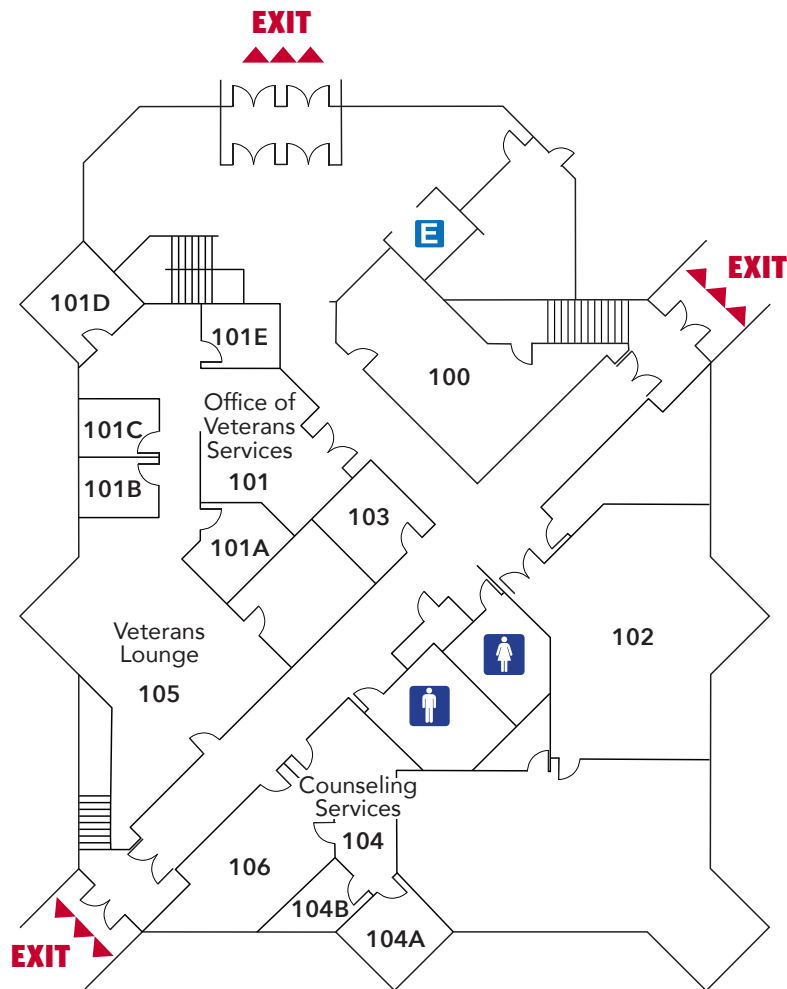 EXIT
E
EXIT
101D
101E
100
Office of
Veterans
Services
101
101C
101B
103
101A
Veterans
Lounge
105
102
Counseling
Services
104
106
104B
104A
EXIT